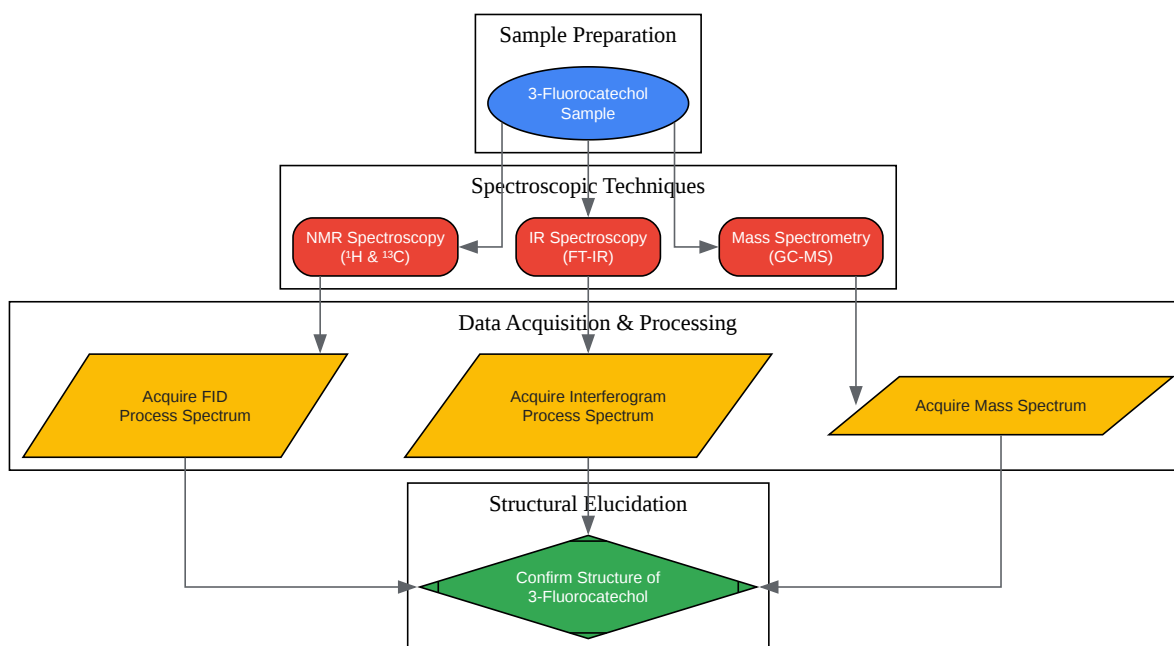 Sample Preparation
3-Fluorocatechol
Sample
Spectroscopic Techniques
NMR Spectroscopy
(¹H & ¹³C)
IR Spectroscopy
(FT-IR)
Mass Spectrometry
(GC-MS)
Data Acquisition & Processing
Acquire FID
Process Spectrum
Acquire Interferogram
Process Spectrum
Acquire Mass Spectrum
Structural Elucidation
Confirm Structure of
3-Fluorocatechol